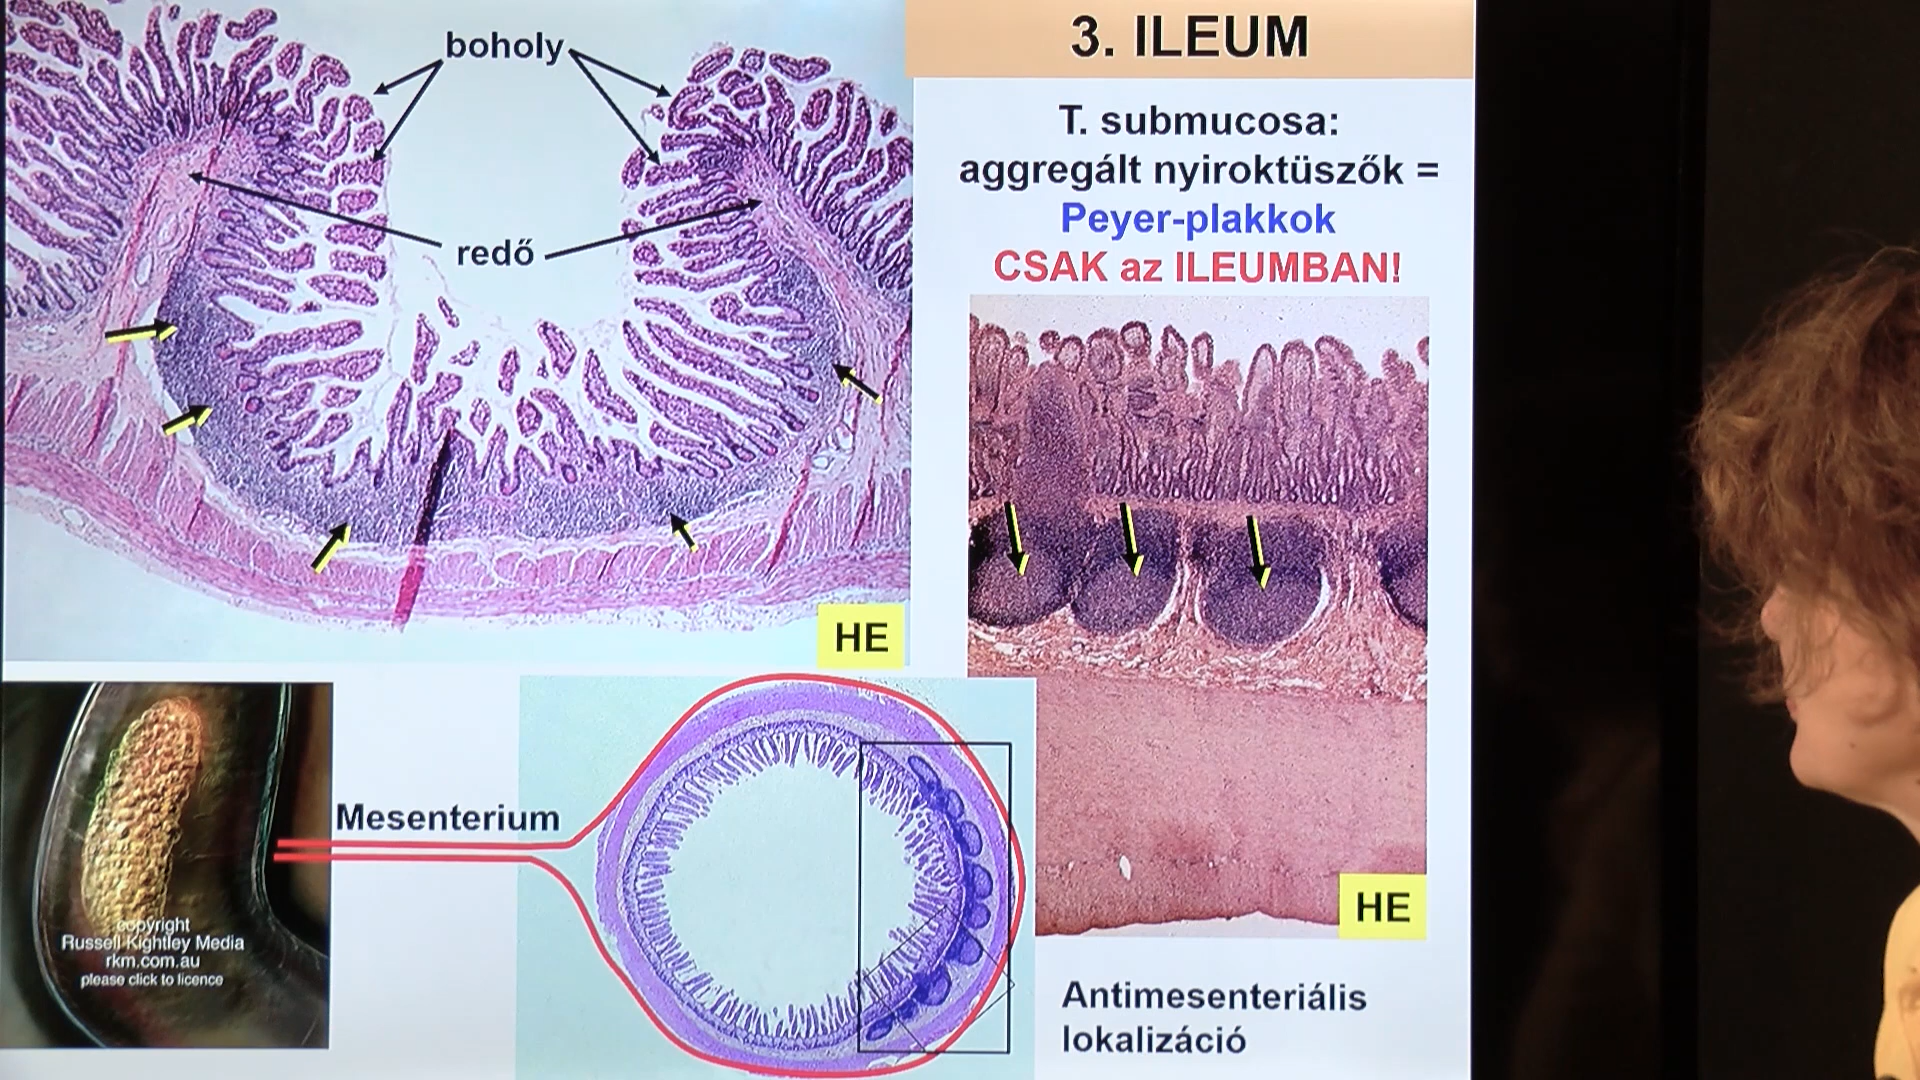 boholy
redő
HE
3. ILEUM
T. submucosa:
aggregált nyiroktüszők =
Peyer-plakkok
CSAK az ILEUMBAN!
HE
copyright
Russell Kightley Media
rkm.com.au
please click to licence
Mesenterium
Antimesenteriális
lokalizáció